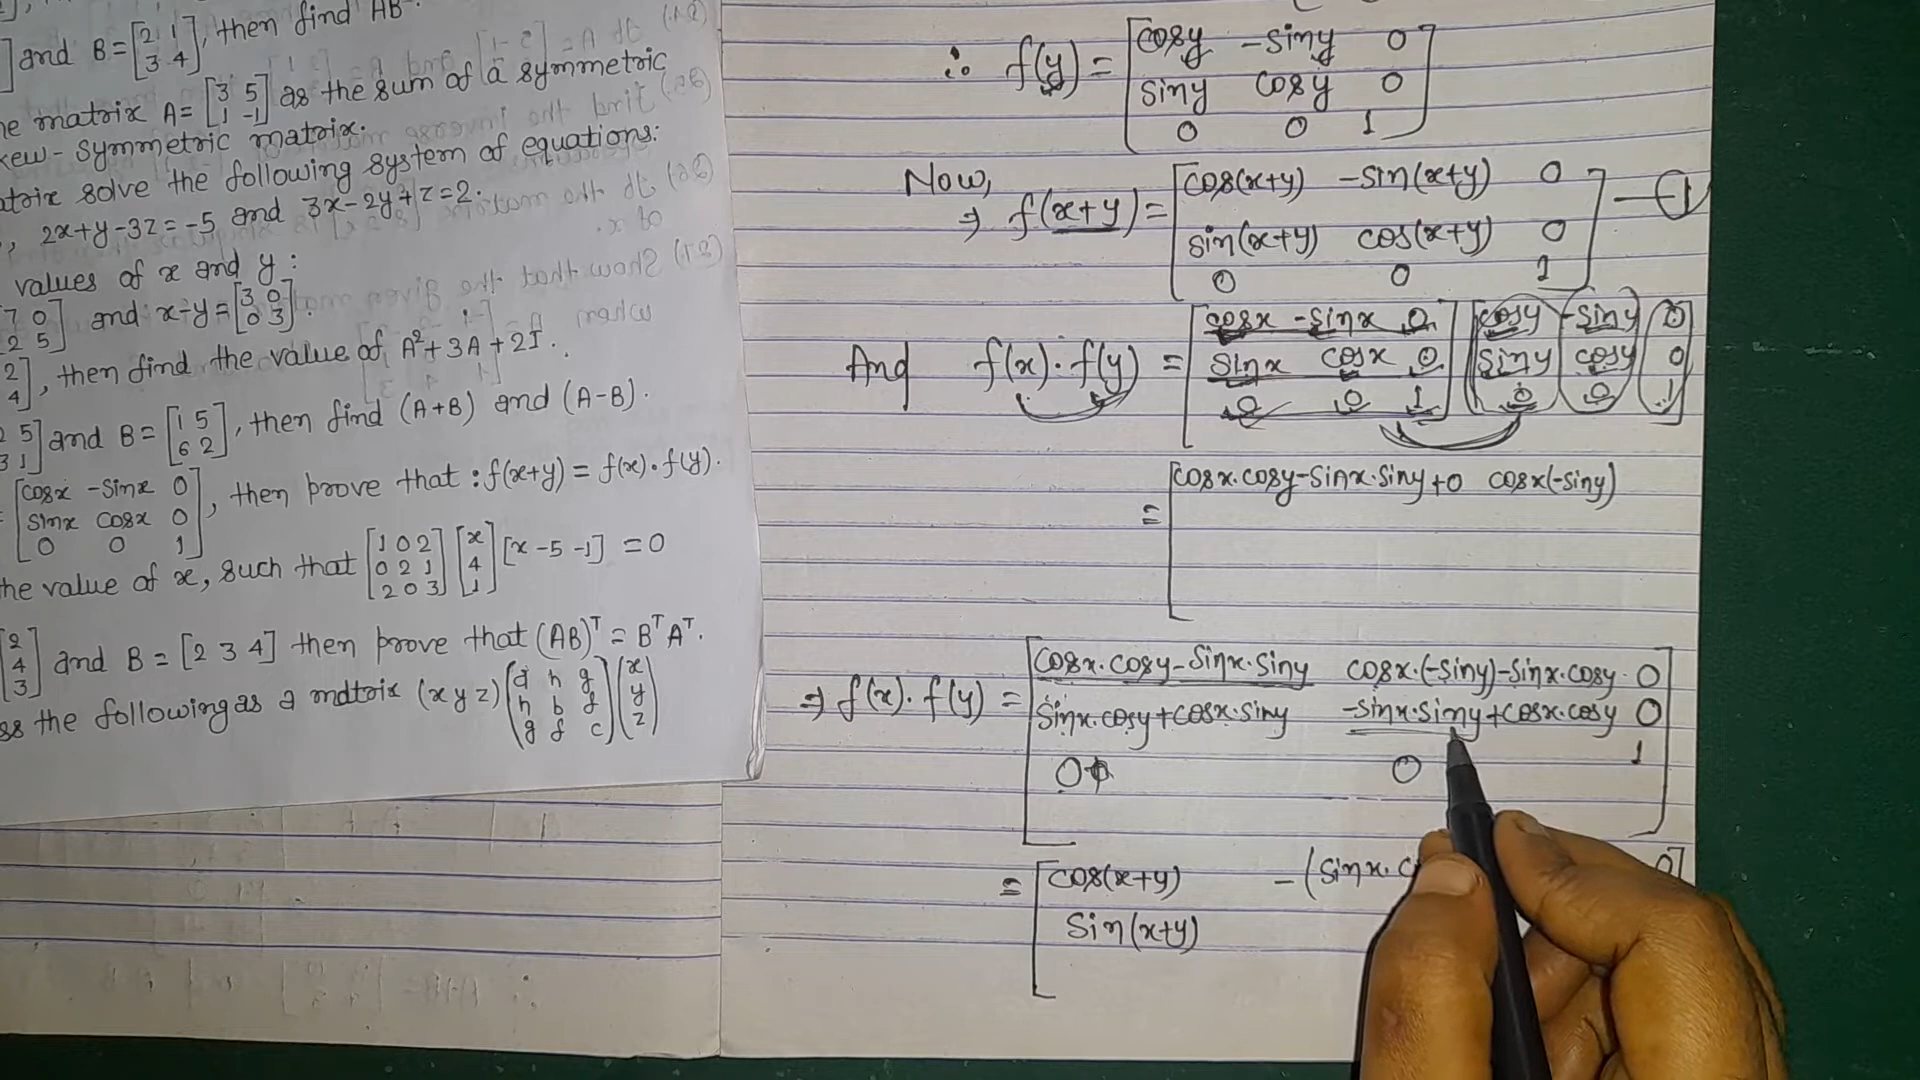 ] and B = [2 1 3 4], then find AB
matrix A = [3 5 1 -1] as the sum of a symmetric
skew-symmetric matrix.
solve the following system of equations:
, 2x+y-3z=-5 and 3x-2y+z=2.
values of x and y:
[7 0 2 5] and x-y = [3 0 0 3].
2 4], then find the value of A²+3A+2I.
5 3 1] and B = [1 5 6 2], then find (A+B) and (A-B).
= [cosx -sinx 0 sinx cosx 0 0 0 1], then prove that : f(x+y) = f(x)·f(y).
the value of x, such that [1 0 2 0 2 1 2 0 3] [x 4 1] [x -5 -1] = 0
[2 4 3] and B = [2 3 4] then prove that (AB)ᵀ = BᵀAᵀ.
the following as a matrix (x y z) (a h g h b f g f c) (x y z)
∴ f(y) = [cosy -siny 0
siny cosy 0
0 0 1]
Now,
⇒ f(x+y) = [cos(x+y) -sin(x+y) 0
sin(x+y) cos(x+y) 0
0 0 1] —①
And f(x)·f(y) = [cosx -sinx 0 [cosy -siny 0
sinx cosx 0 siny cosy 0
0 0 1] 0 0 1]
= [cosx.cosy-sinx.siny+0 cosx(-siny)
⇒ f(x)·f(y) = [cosx.cosy-sinx.siny cosx.(-siny)-sinx.cosy 0
sinx.cosy+cosx.siny -sinx.siny+cosx.cosy 0
0 0 1]
= [cos(x+y) -(sinx. 0]
sin(x+y)